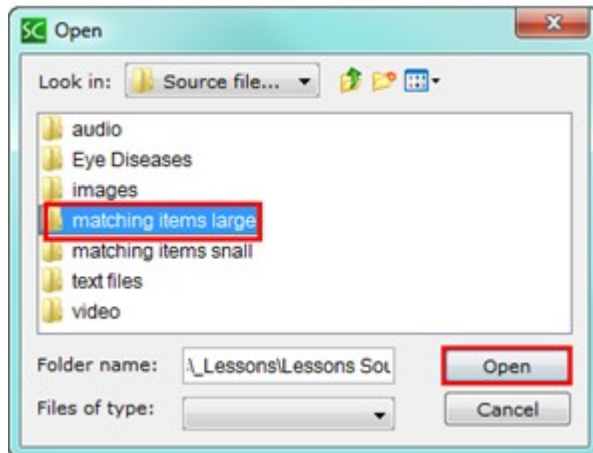 SC Open
Look in: Source file...
audio
Eye Diseases
images
matching items large
matching items snall
text files
video
Folder name: .\_Lessons\Lessons Sou Open
Files of type: Cancel